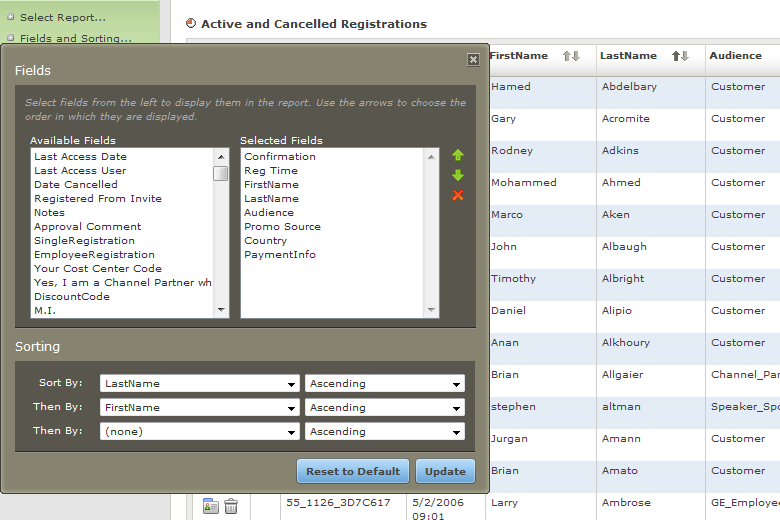 Select Report...
Fields and Sorting...
Active and Cancelled Registrations
Fields
Select fields from the left to display them in the report. Use the arrows to choose the
order in which they are displayed.
Available Fields
Last Access Date
Last Access User
Date Cancelled
Registered From Invite
Notes
Approval Comment
SingleRegistration
EmployeeRegistration
Your Cost Center Code
Yes, I am a Channel Partner wh
DiscountCode
M.I.
Selected Fields
Confirmation
Reg Time
FirstName
LastName
Audience
Promo Source
Country
PaymentInfo
Sorting
Sort By: LastName Ascending
Then By: FirstName Ascending
Then By: (none) Ascending
Reset to Default Update
FirstName LastName Audience
Hamed Abdelbary Customer
Gary Acromite Customer
Rodney Adkins Customer
Mohammed Ahmed Customer
Marco Aken Customer
John Albaugh Customer
Timothy Albright Customer
Daniel Alipio Customer
Anan Alkhoury Customer
Brian Allgaier Channel_Par
stephen altman Speaker_Spo
Jurgan Amann Customer
Brian Amato Customer
55_1126_3D7C617 5/2/2006 Larry Ambrose GE_Employee
09:01